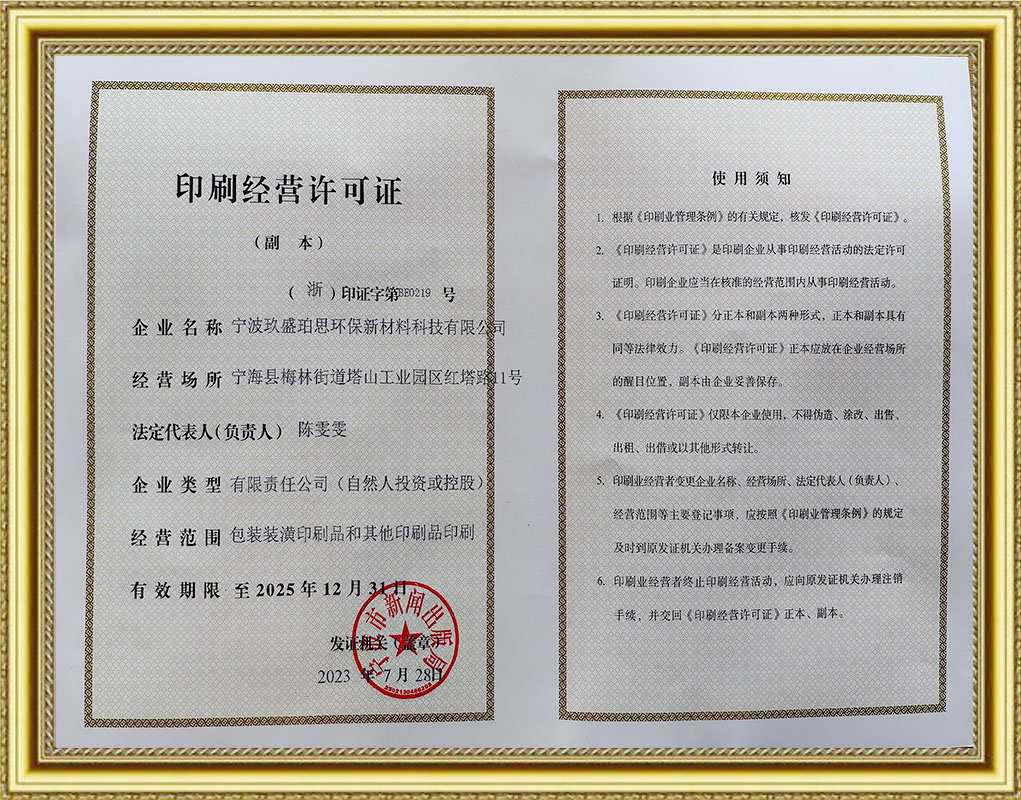 印刷经营许可证
（副 本）
（浙）印证字第BE0219 号
企业名称 宁波玖盛珀思环保新材料科技有限公司
经营场所 宁海县梅林街道塔山工业园区红塔路11号
法定代表人（负责人） 陈雯雯
企业类型 有限责任公司（自然人投资或控股）
经营范围 包装装潢印刷品和其他印刷品印刷
有效期限 至2025年12月31日
宁波市新闻出版局
发证机关（盖章）
2023 年 7 月 28日
使用须知
1. 根据《印刷业管理条例》的有关规定，核发《印刷经营许可证》。
2. 《印刷经营许可证》是印刷企业从事印刷经营活动的法定许可
证明。印刷企业应当在核准的经营范围内从事印刷经营活动。
3. 《印刷经营许可证》分正本和副本两种形式，正本和副本具有
同等法律效力。《印刷经营许可证》正本应放在企业经营场所
的醒目位置，副本由企业妥善保存。
4. 《印刷经营许可证》仅限本企业使用，不得伪造、涂改、出售、
出租、出借或以其他形式转让。
5. 印刷业经营者变更企业名称、经营场所、法定代表人（负责人）、
经营范围等主要登记事项，应按照《印刷业管理条例》的规定
及时到原发证机关办理备案变更手续。
6. 印刷业经营者终止印刷经营活动，应向原发证机关办理注销
手续，并交回《印刷经营许可证》正本、副本。